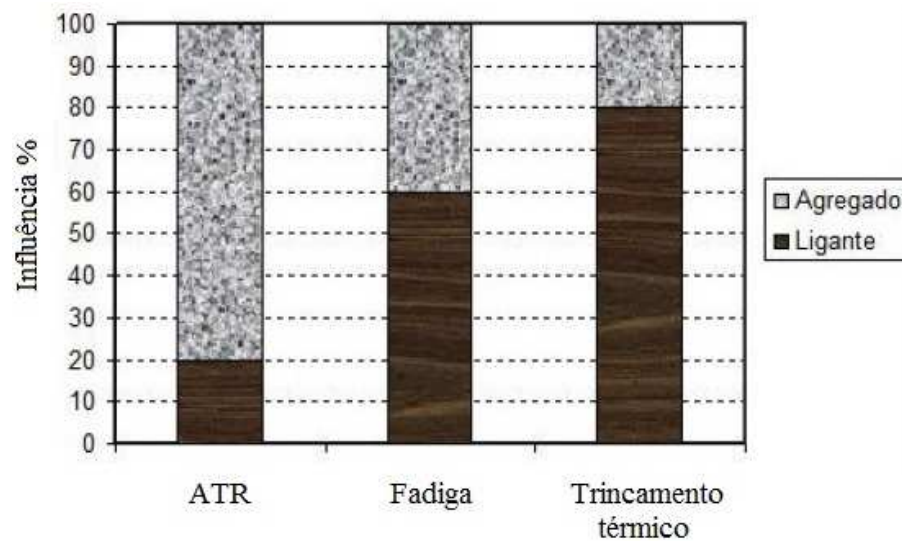 100
90
80
70
60
50
40
30
20
10
0
Influência %
ATR
Fadiga
Trincamento
térmico
Agregado
Ligante